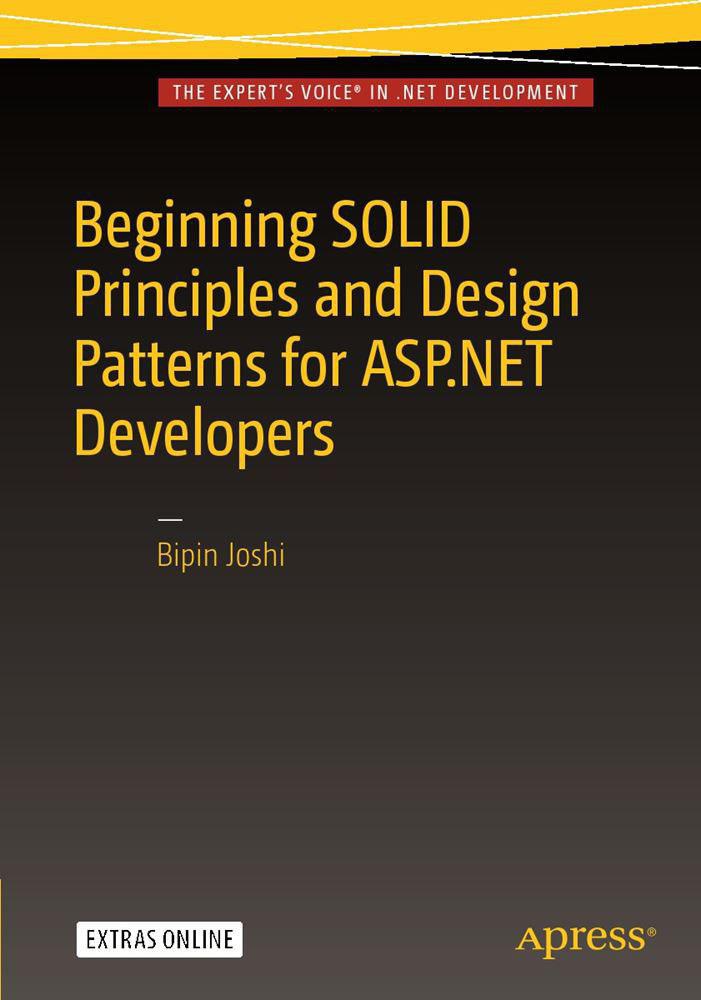 THE EXPERT'S VOICE® IN .NET DEVELOPMENT
Beginning SOLID
Principles and Design
Patterns for ASP.NET
Developers
Bipin Joshi
EXTRAS ONLINE
Apress®